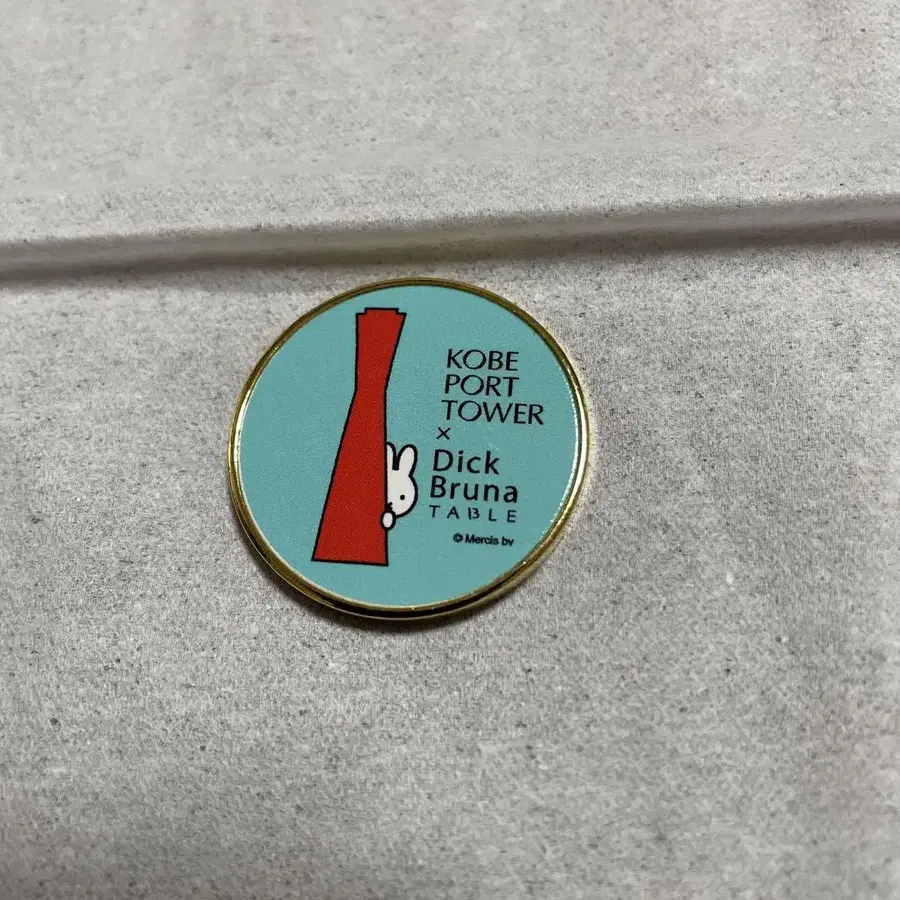 KOBE
PORT
TOWER
×
Dick
Bruna
TABLE
© Mercis bv